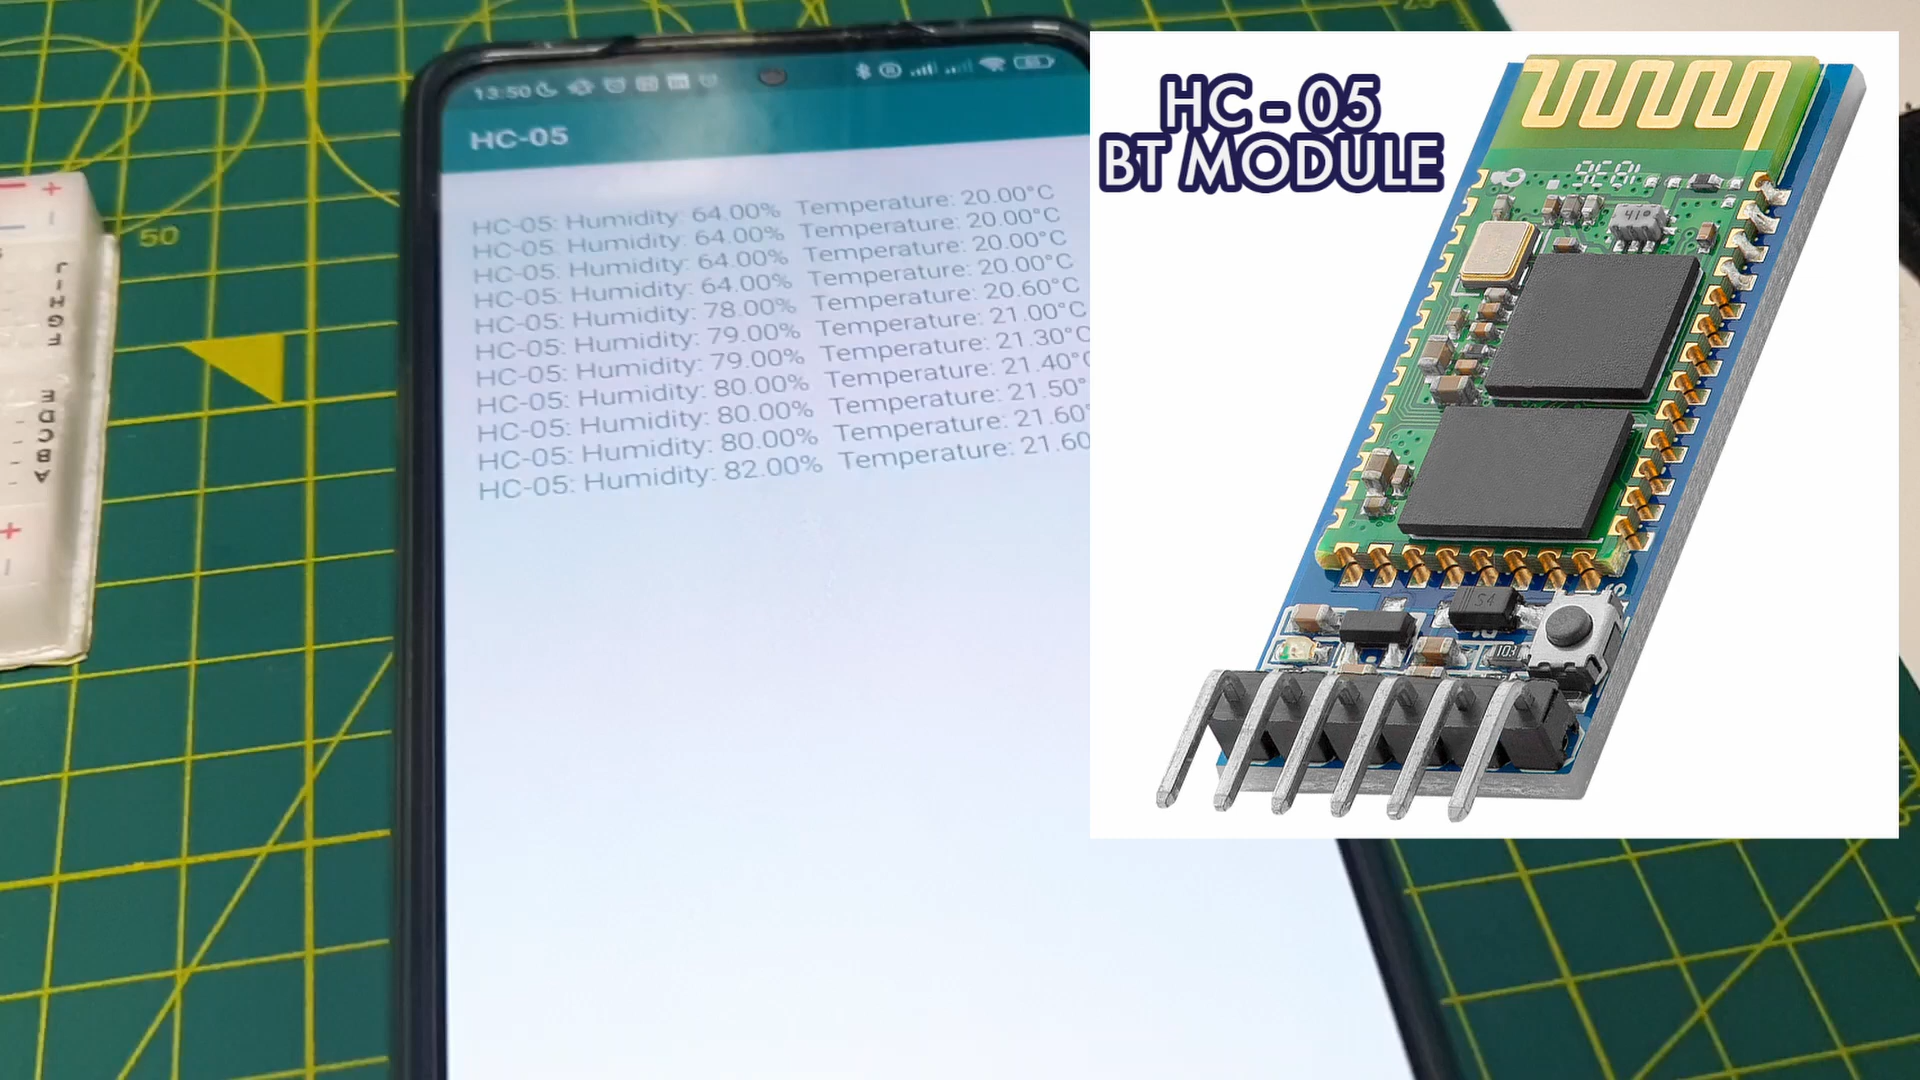 13:50
HC-05
HC-05: Humidity: 64.00% Temperature: 20.00°C
HC-05: Humidity: 64.00% Temperature: 20.00°C
HC-05: Humidity: 64.00% Temperature: 20.00°C
HC-05: Humidity: 64.00% Temperature: 20.00°C
HC-05: Humidity: 78.00% Temperature: 20.60°C
HC-05: Humidity: 79.00% Temperature: 21.00°C
HC-05: Humidity: 79.00% Temperature: 21.30°C
HC-05: Humidity: 80.00% Temperature: 21.40°C
HC-05: Humidity: 80.00% Temperature: 21.50°
HC-05: Humidity: 80.00% Temperature: 21.60°
HC-05: Humidity: 82.00% Temperature: 21.60
HC - 05
BT MODULE
50
J I H G F
E D C B A
S4
103